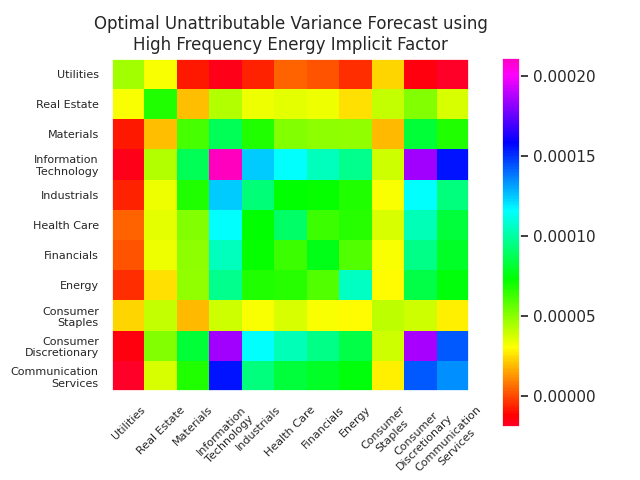 Optimal Unattributable Variance Forecast using
High Frequency Energy Implicit Factor
Utilities
Real Estate
Materials
Information
Technology
Industrials
Health Care
Financials
Energy
Consumer
Staples
Consumer
Discretionary
Communication
Services
0.00020
0.00015
0.00010
0.00005
0.00000
Utilities
Real Estate
Materials
Information
Technology
Industrials
Health Care
Financials
Energy
Consumer
Staples
Consumer
Discretionary
Communication
Services